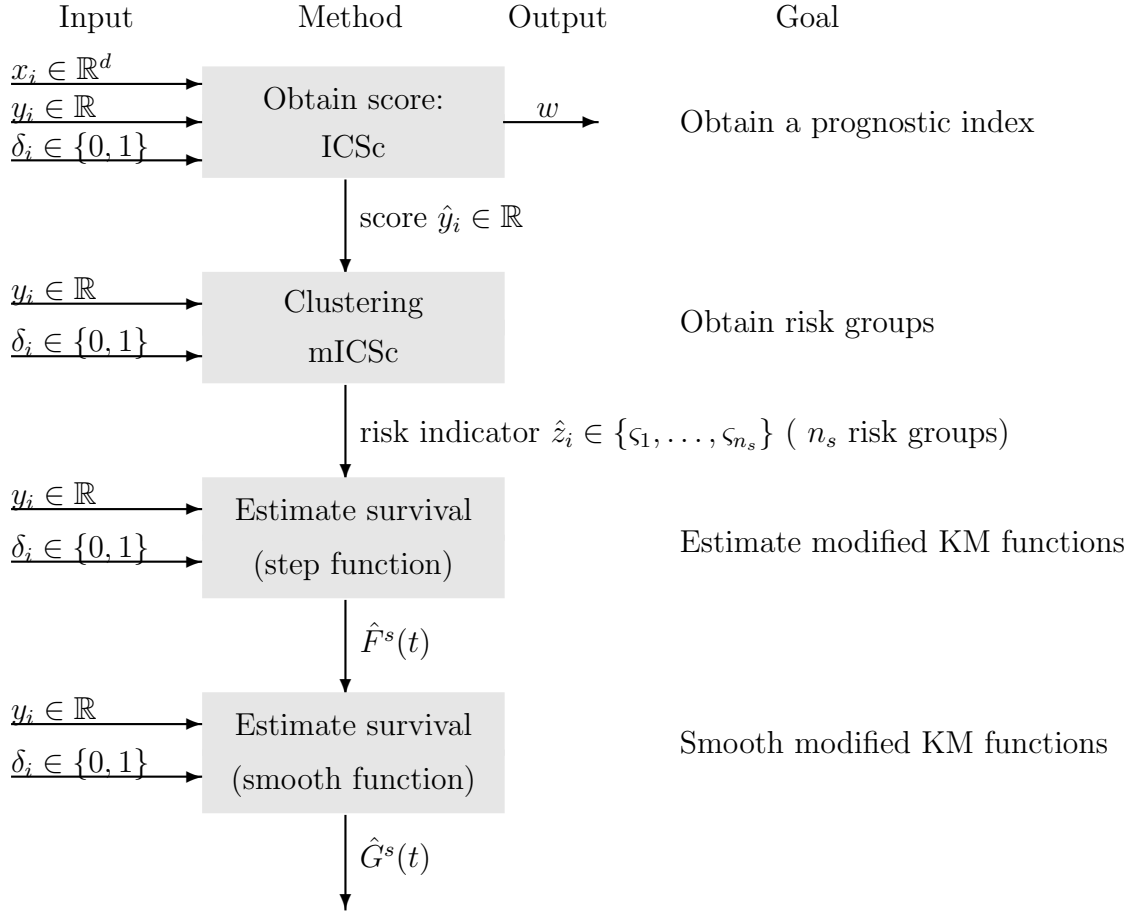 Input Method Output Goal
x_i ∈ ℝ^d
y_i ∈ ℝ
δ_i ∈ {0, 1}
Obtain score:
ICSc
w
Obtain a prognostic index
score ŷ_i ∈ ℝ
y_i ∈ ℝ
δ_i ∈ {0, 1}
Clustering
mICSc
Obtain risk groups
risk indicator ẑ_i ∈ {ς_1, . . . , ς_{n_s}} ( n_s risk groups)
y_i ∈ ℝ
δ_i ∈ {0, 1}
Estimate survival
(step function)
Estimate modified KM functions
F̂^s(t)
y_i ∈ ℝ
δ_i ∈ {0, 1}
Estimate survival
(smooth function)
Smooth modified KM functions
Ĝ^s(t)